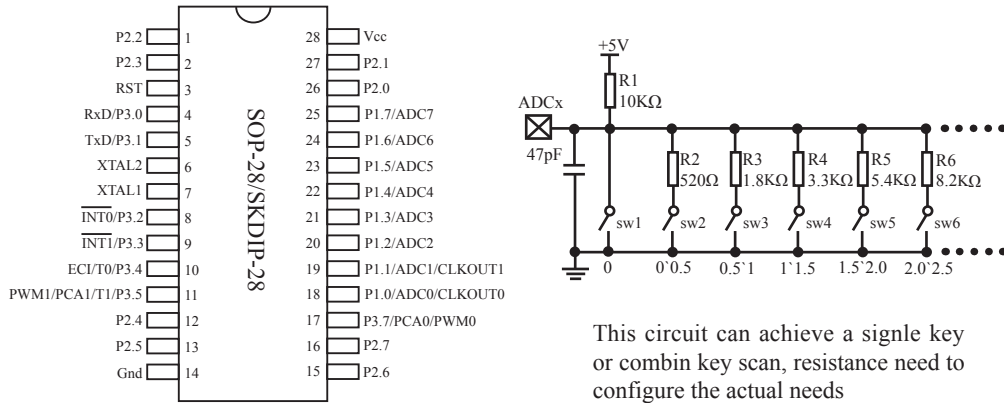 P2.2 1
P2.3 2
RST 3
RxD/P3.0 4
TxD/P3.1 5
XTAL2 6
XTAL1 7
INT0/P3.2 8
INT1/P3.3 9
ECI/T0/P3.4 10
PWM1/PCA1/T1/P3.5 11
P2.4 12
P2.5 13
Gnd 14
SOP-28/SKDIP-28
28 Vcc
27 P2.1
26 P2.0
25 P1.7/ADC7
24 P1.6/ADC6
23 P1.5/ADC5
22 P1.4/ADC4
21 P1.3/ADC3
20 P1.2/ADC2
19 P1.1/ADC1/CLKOUT1
18 P1.0/ADC0/CLKOUT0
17 P3.7/PCA0/PWM0
16 P2.7
15 P2.6
+5V
R1
10KΩ
ADCx
47pF
R2 R3 R4 R5 R6
520Ω 1.8KΩ 3.3KΩ 5.4KΩ 8.2KΩ
sw1 sw2 sw3 sw4 sw5 sw6
0 0`0.5 0.5`1 1`1.5 1.5`2.0 2.0`2.5
This circuit can achieve a signle key
or combin key scan, resistance need to
configure the actual needs